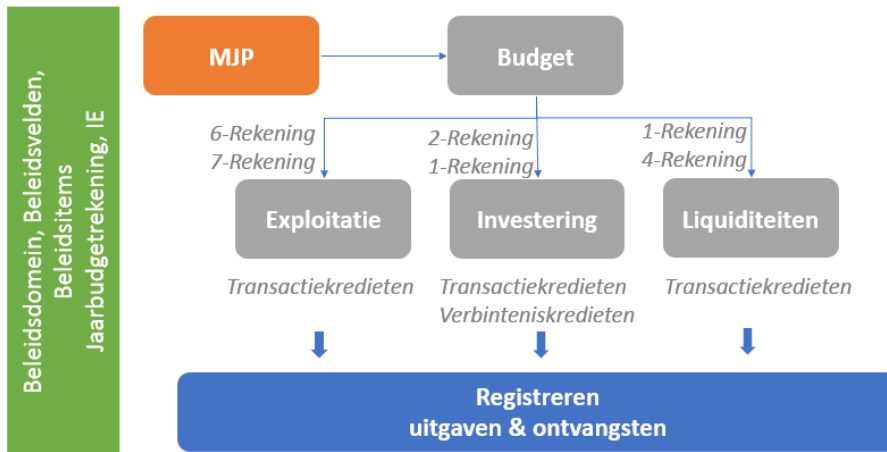 Beleidsdomein, Beleidsvelden,
Beleidsitems
Jaarbudgetrekening, IE
MJP
Budget
6-Rekening
7-Rekening
2-Rekening
1-Rekening
1-Rekening
4-Rekening
Exploitatie
Investering
Liquiditeiten
Transactiekredieten
Transactiekredieten
Verbinteniskredieten
Transactiekredieten
Registreren
uitgaven & ontvangsten